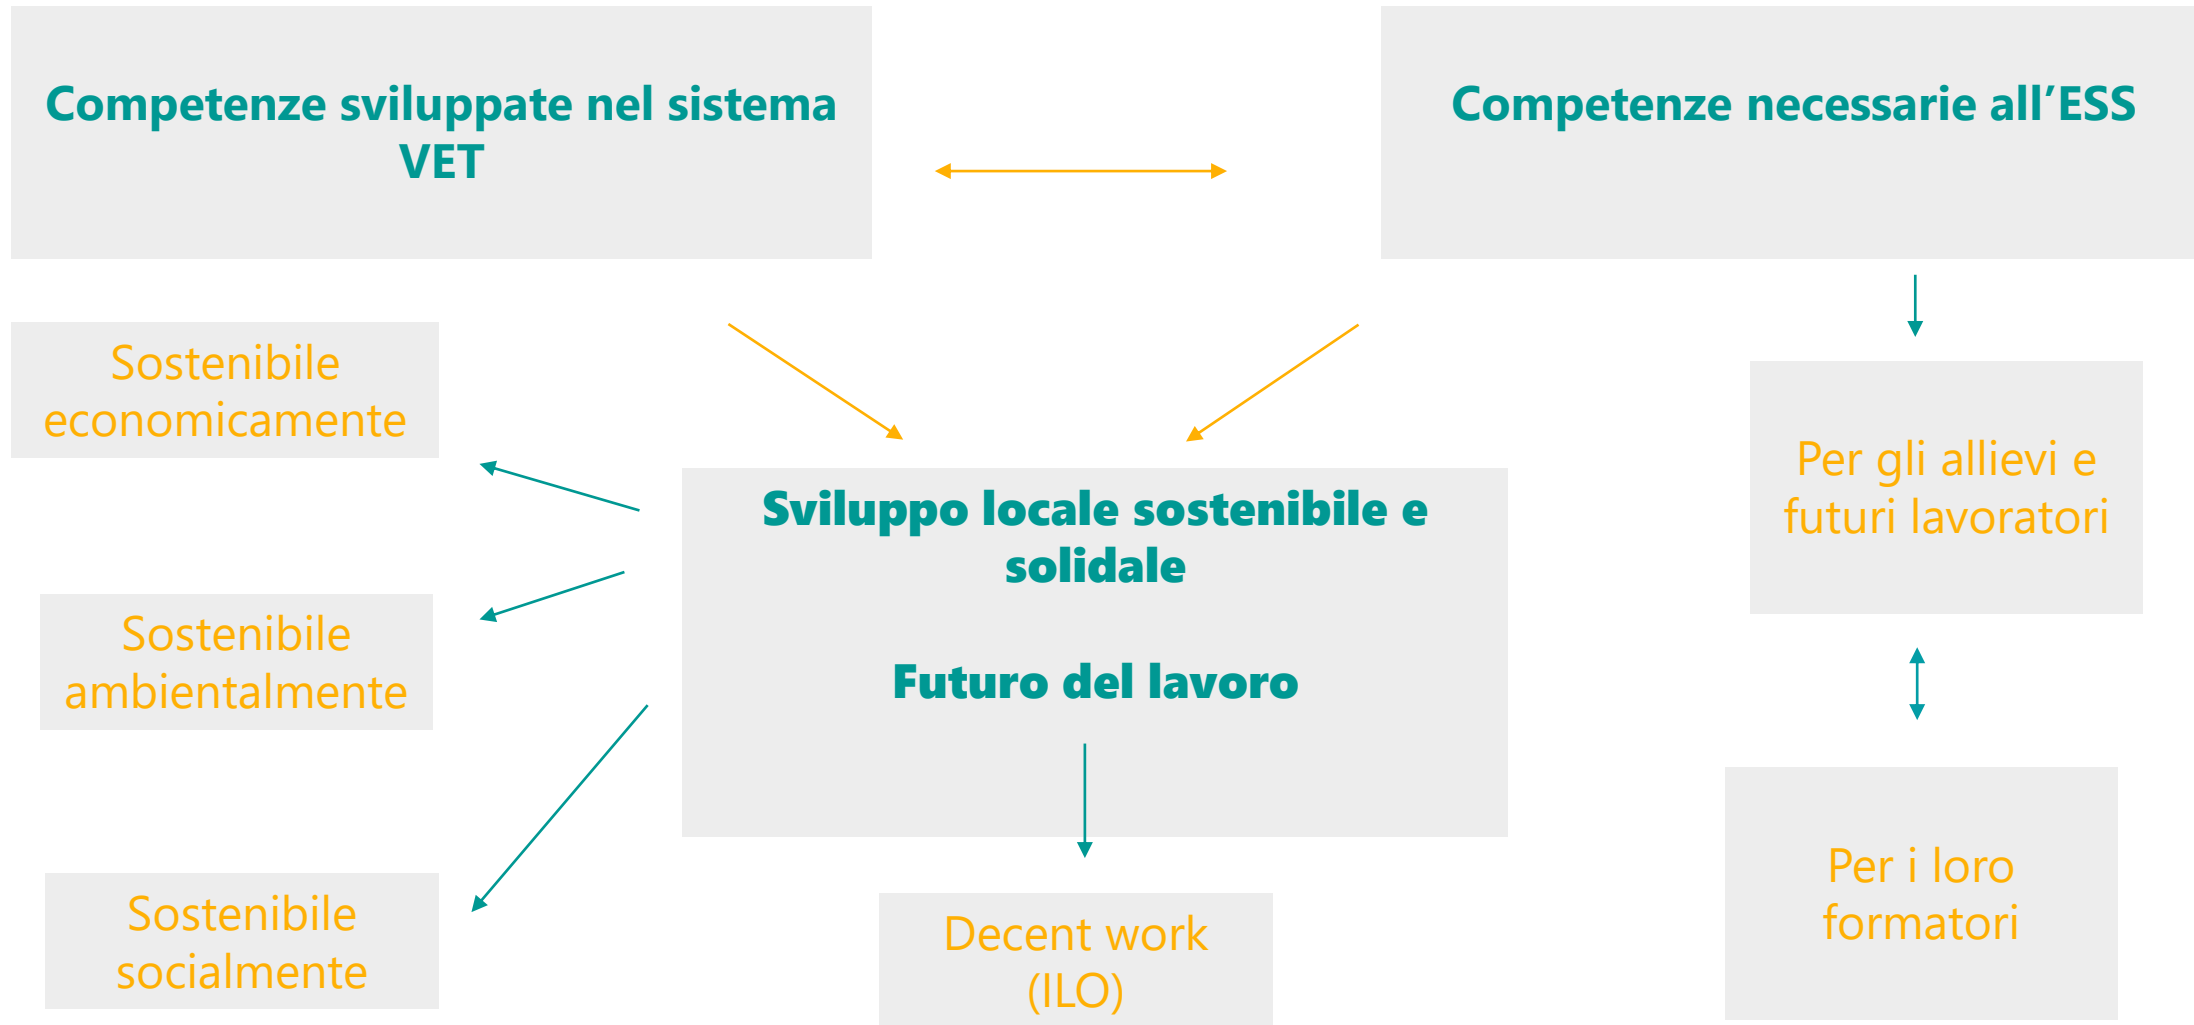 Competenze sviluppate nel sistema
VET
Competenze necessarie all’ESS
Sostenibile
economicamente
Sostenibile
ambientalmente
Sostenibile
socialmente
Sviluppo locale sostenibile e
solidale
Futuro del lavoro
Decent work
(ILO)
Per gli allievi e
futuri lavoratori
Per i loro
formatori